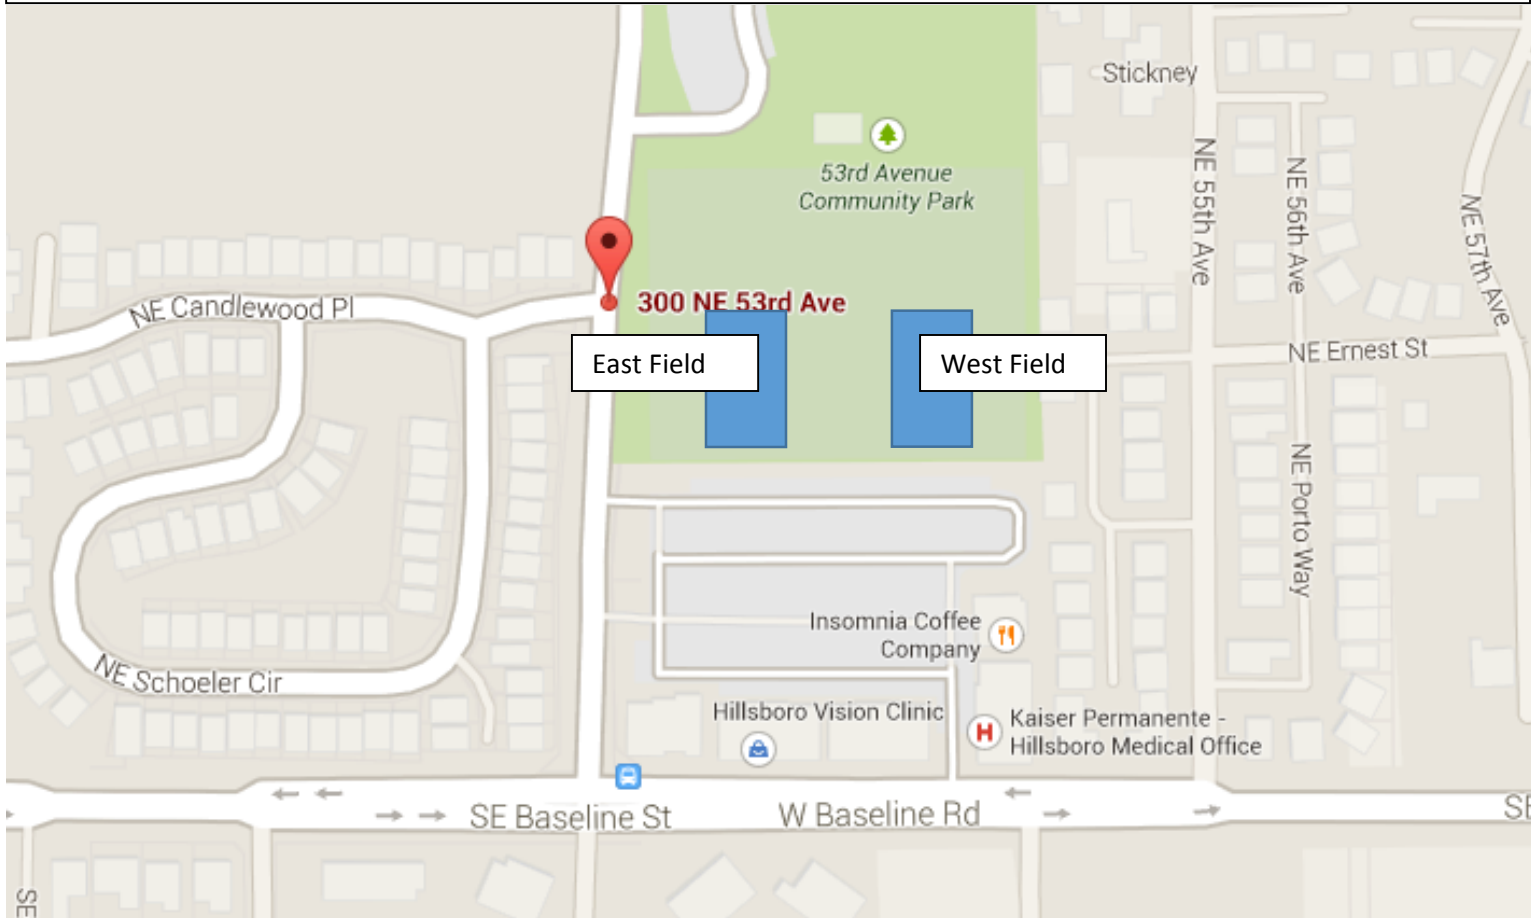 Stickney
53rd Avenue
Community Park
NE 55th Ave
NE 56th Ave
NE 57th Ave
NE Candlewood Pl
300 NE 53rd Ave
East Field
West Field
NE Ernest St
NE Porto Way
Insomnia Coffee
Company
NE Schoeler Cir
Hillsboro Vision Clinic
Kaiser Permanente -
Hillsboro Medical Office
H
SE Baseline St
W Baseline Rd
SE
SE